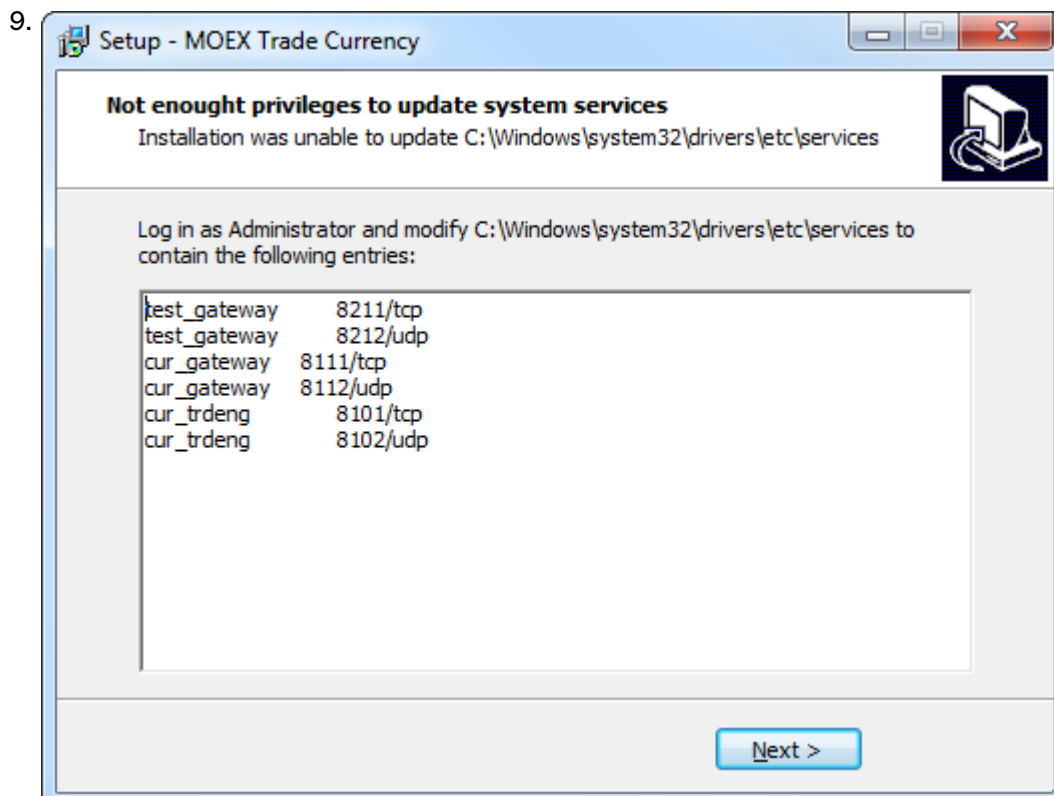 9.
Setup - MOEX Trade Currency
Not enought privileges to update system services
Installation was unable to update C:\Windows\system32\drivers\etc\services
Log in as Administrator and modify C:\Windows\system32\drivers\etc\services to
contain the following entries:
test_gateway 8211/tcp
test_gateway 8212/udp
cur_gateway 8111/tcp
cur_gateway 8112/udp
cur_trdeng 8101/tcp
cur_trdeng 8102/udp
Next >